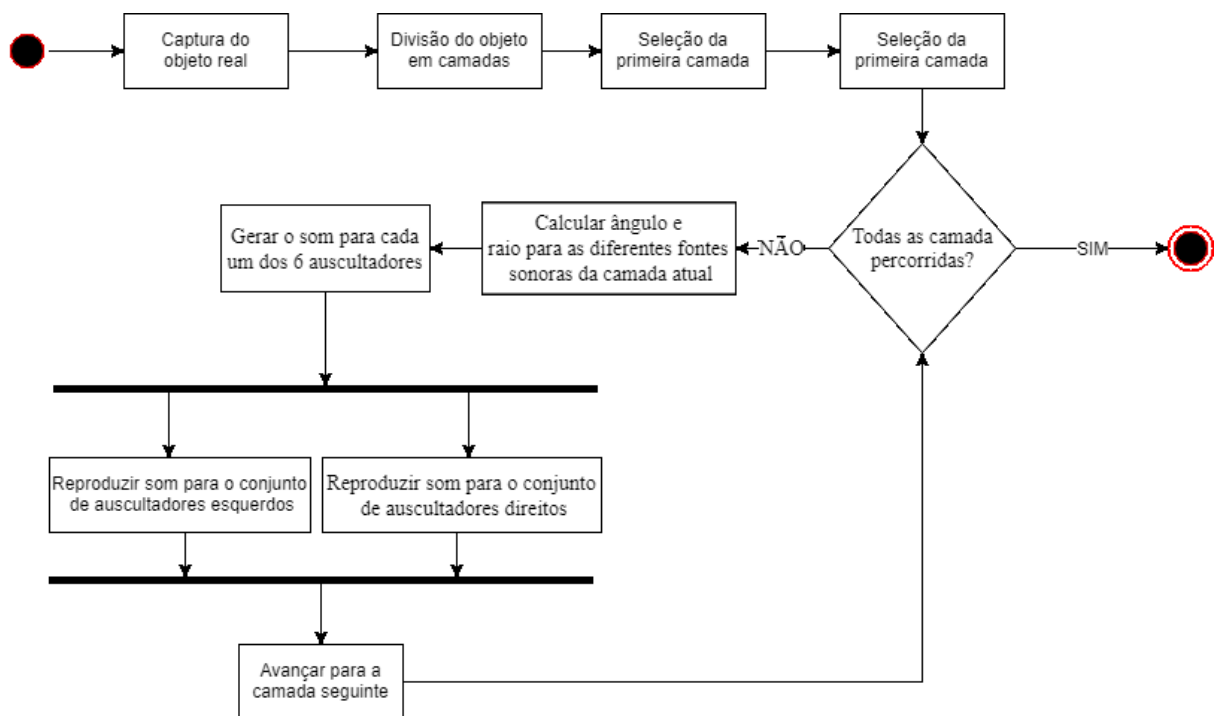 Captura do
objeto real
Divisão do objeto
em camadas
Seleção da
primeira camada
Seleção da
primeira camada
Todas as camada
percorridas?
SIM
NÃO
Calcular ângulo e
raio para as diferentes fontes
sonoras da camada atual
Gerar o som para cada
um dos 6 auscultadores
Reproduzir som para o conjunto
de auscultadores esquerdos
Reproduzir som para o conjunto
de auscultadores direitos
Avançar para a
camada seguinte